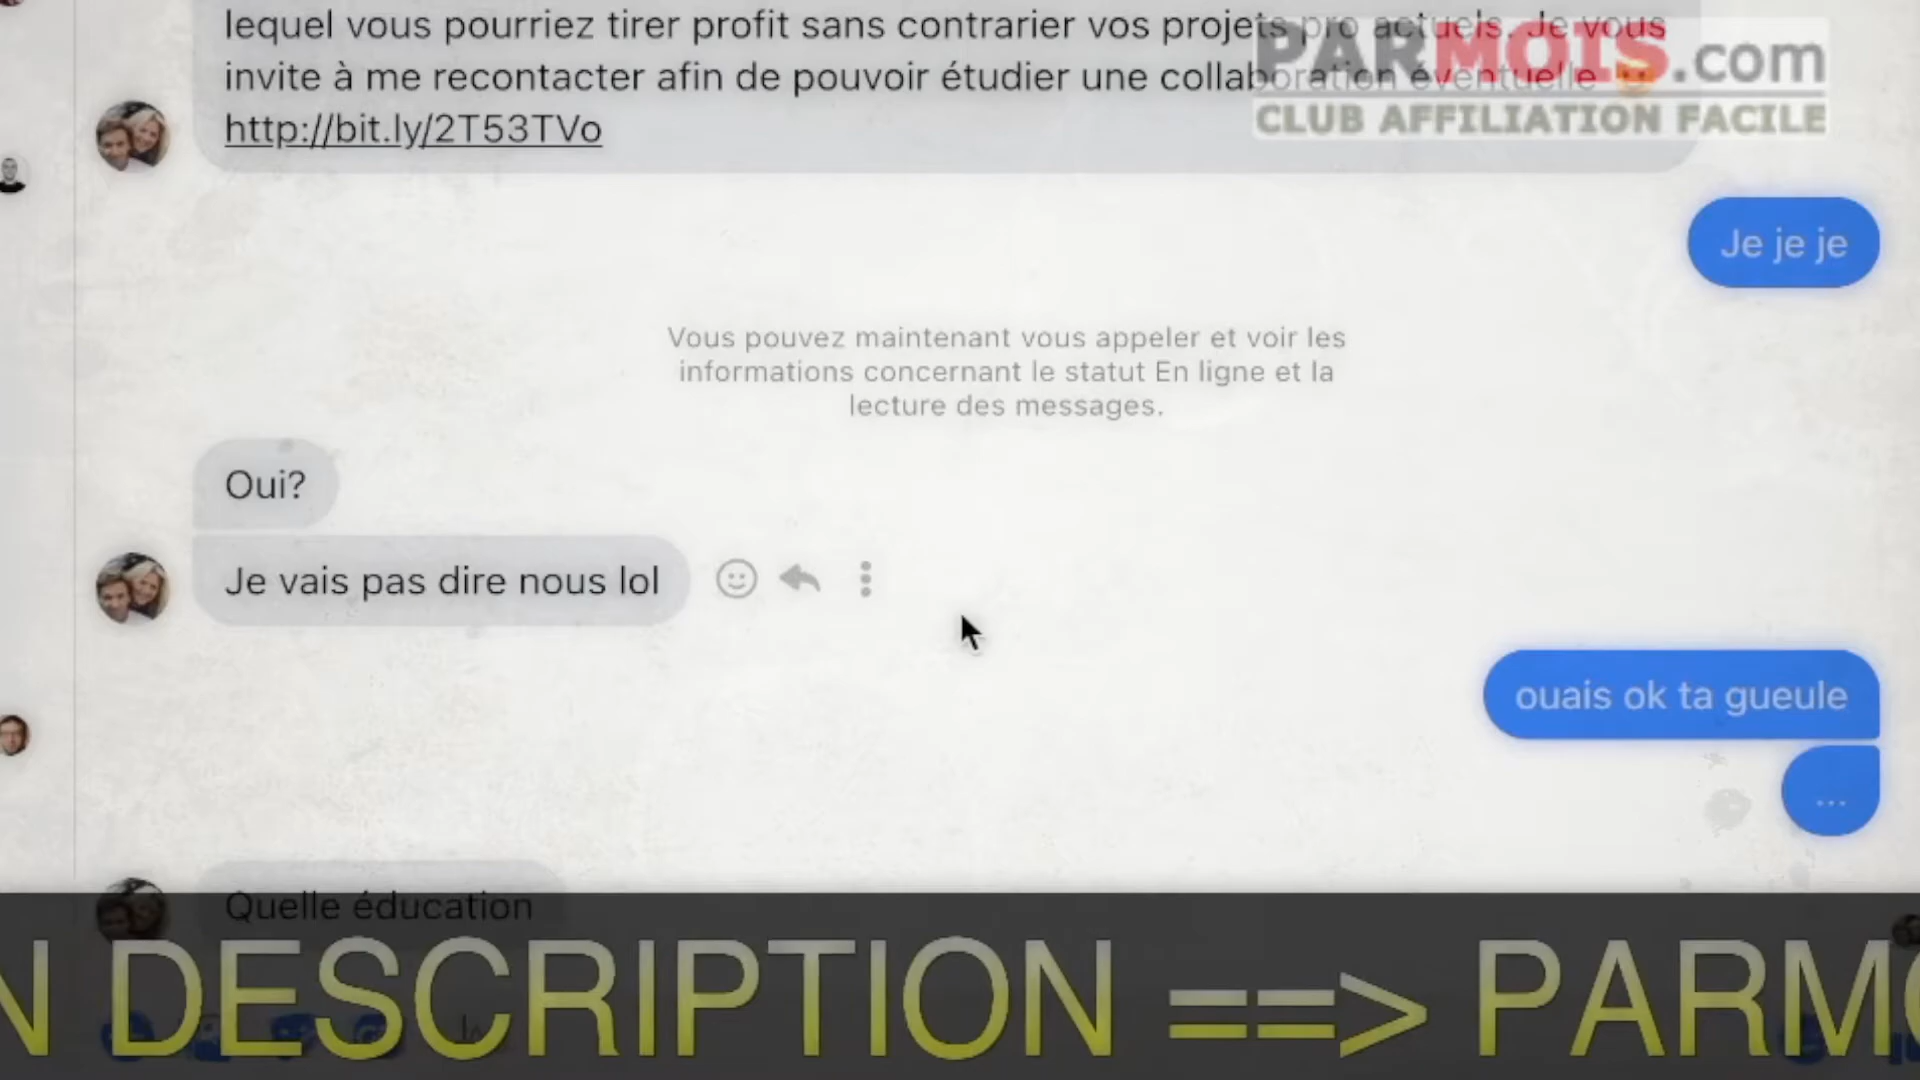 lequel vous pourriez tirer profit sans contrarier vos projets pro actuels. Je vous
invite à me recontacter afin de pouvoir étudier une collaboration éventuelle
http://bit.ly/2T53TVo
PARMOIS.com
CLUB AFFILIATION FACILE
Je je je
Vous pouvez maintenant vous appeler et voir les
informations concernant le statut En ligne et la
lecture des messages.
Oui?
Je vais pas dire nous lol
ouais ok ta gueule
...
Quelle éducation
N DESCRIPTION ==> PARMO